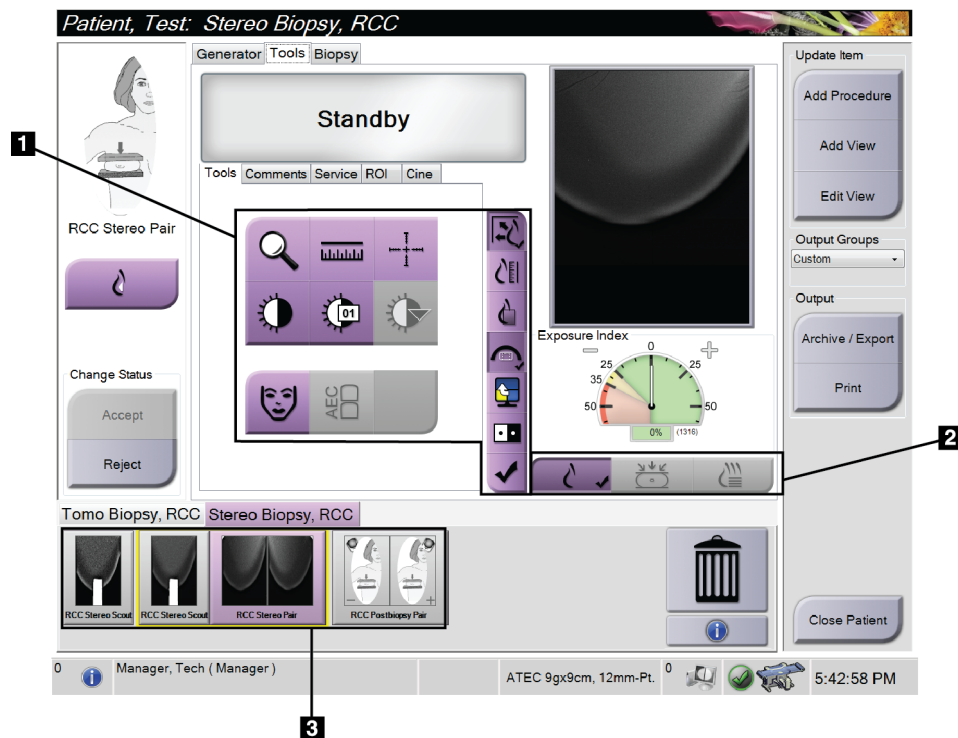 Patient, Test: Stereo Biopsy, RCC
Generator Tools Biopsy
Update Item
Add Procedure
Add View
Edit View
Standby
1
Tools Comments Service ROI Cine
RCC Stereo Pair
01
AEC
Output Groups
Custom
Output
Archive / Export
Print
Exposure Index
0
25 25
35
50 50
0% (1316)
Change Status
Accept
Reject
2
Tomo Biopsy, RCC Stereo Biopsy, RCC
RCC Stereo Scout RCC Stereo Scout RCC Stereo Pair RCC Postbiopsy Pair
Close Patient
0 Manager, Tech ( Manager ) ATEC 9gx9cm, 12mm-Pt. 0 5:42:58 PM
3